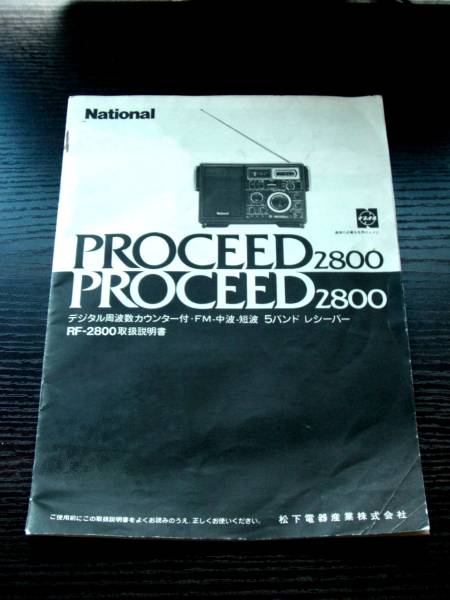 National
PROCEED 2800
PROCEED 2800
デジタル周波数カウンター付・FM-中波-短波 5バンド レシーバー
RF-2800取扱説明書
ご使用前にこの取扱説明書をよくお読みのうえ、正しくお使いください。
松下電器産業株式会社